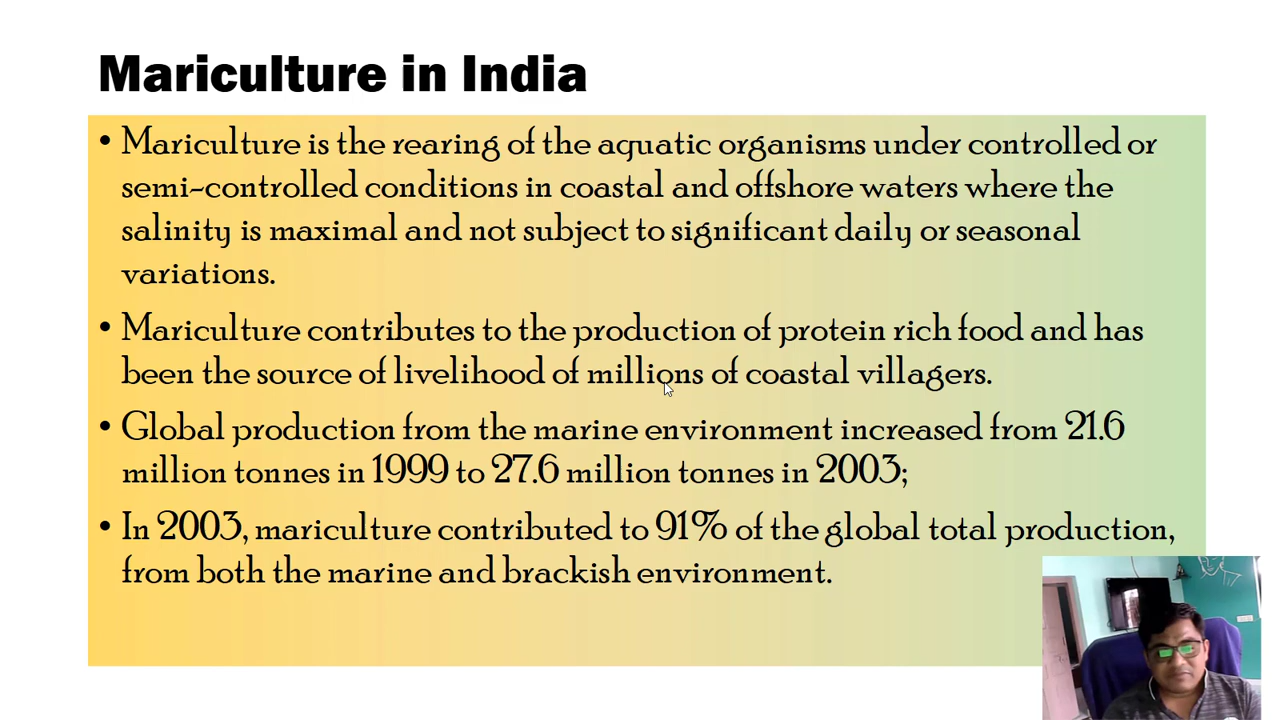 Mariculture in India
• Mariculture is the rearing of the aquatic organisms under controlled or
semi-controlled conditions in coastal and offshore waters where the
salinity is maximal and not subject to significant daily or seasonal
variations.
• Mariculture contributes to the production of protein rich food and has
been the source of livelihood of millions of coastal villagers.
• Global production from the marine environment increased from 21.6
million tonnes in 1999 to 27.6 million tonnes in 2003;
• In 2003, mariculture contributed to 91% of the global total production,
from both the marine and brackish environment.